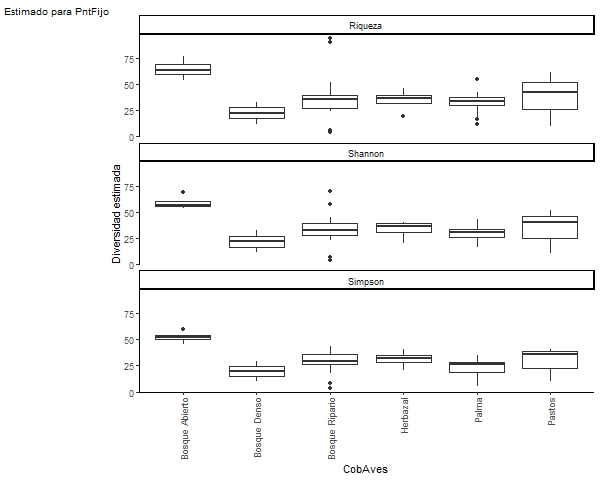 Estimado para PntFijo
Riqueza
75
50
25
0
Shannon
75
50
25
0
Simpson
75
50
25
0
Diversidad estimada
Bosque Abierto
Bosque Denso
Bosque Ripario
Herbazal
Palma
Pastos
CobAves